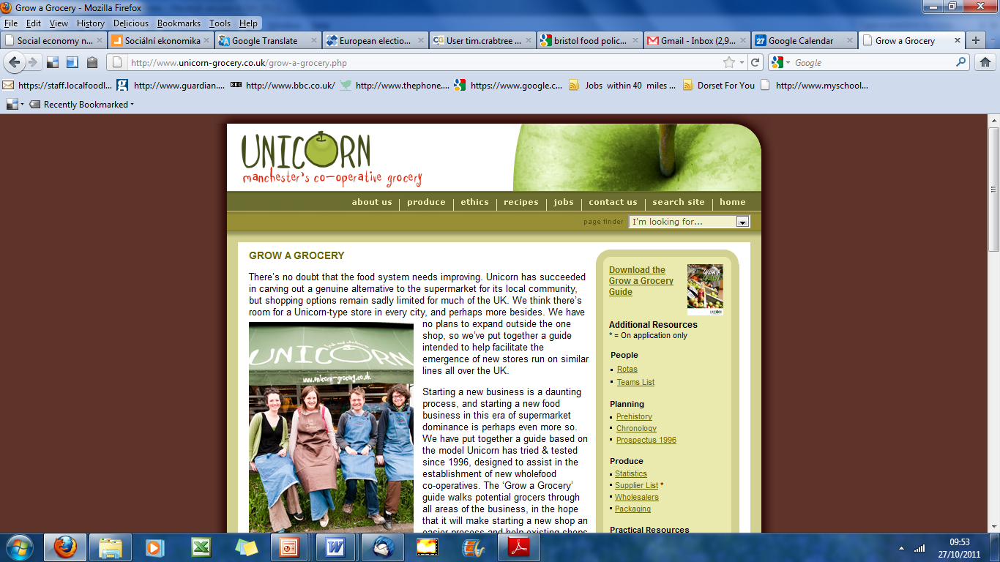 Grow a Grocery - Mozilla Firefox
File Edit View History Delicious Bookmarks Tools Help
Social economy n... Sociální ekonomika Google Translate European electio... User tim.crabtree ... bristol food polic... Gmail - Inbox (2,9... 27 Google Calendar Grow a Grocery
http://www.unicorn-grocery.co.uk/grow-a-grocery.php Google
https://staff.localfoodl... http://www.guardian.... BBC http://www.bbc.co.uk/ http://www.thephone.... https://www.google.c... Jobs within 40 miles ... Dorset For You http://www.myschool...
Recently Bookmarked
UNICORN
manchester's co-operative grocery
about us produce ethics recipes jobs contact us search site home
page finder I'm looking for...
GROW A GROCERY
There's no doubt that the food system needs improving. Unicorn has succeeded
in carving out a genuine alternative to the supermarket for its local community,
but shopping options remain sadly limited for much of the UK. We think there's
room for a Unicorn-type store in every city, and perhaps more besides. We have
no plans to expand outside the one
shop, so we've put together a guide
intended to help facilitate the
emergence of new stores run on similar
lines all over the UK.
Starting a new business is a daunting
process, and starting a new food
business in this era of supermarket
dominance is perhaps even more so.
We have put together a guide based on
the model Unicorn has tried & tested
since 1996, designed to assist in the
establishment of new wholefood
co-operatives. The 'Grow a Grocery'
guide walks potential grocers through
all areas of the business, in the hope
that it will make starting a new shop an
easier process and help existing shops
UNICORN
www.unicorn-grocery.co.uk
Download the
Grow a Grocery
Guide
Additional Resources
* = On application only
People
Rotas
Teams List
Planning
Prehistory
Chronology
Prospectus 1996
Produce
Statistics
Supplier List *
Wholesalers
Packaging
Practical Resources
09:53
27/10/2011